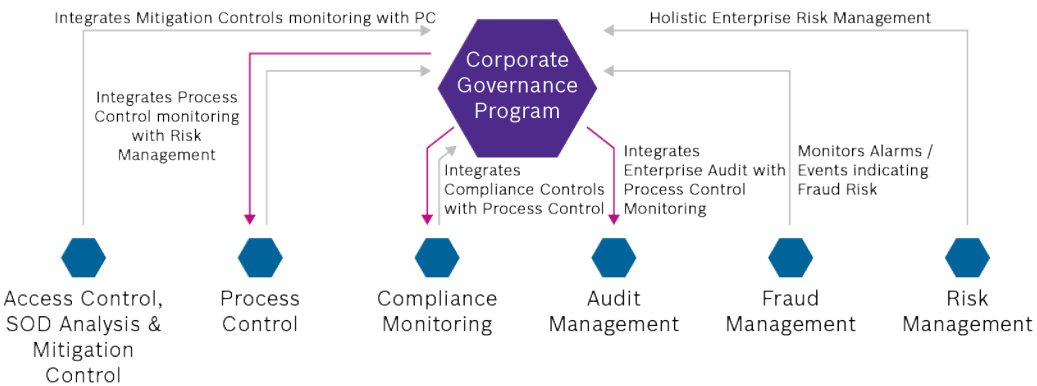 Integrates Mitigation Controls monitoring with PC
Holistic Enterprise Risk Management
Corporate
Governance
Program
Integrates Process
Control monitoring
with Risk
Management
Integrates
Compliance Controls
with Process Control
Integrates
Enterprise Audit with
Process Control
Monitoring
Monitors Alarms /
Events indicating
Fraud Risk
Access Control,
SOD Analysis &
Mitigation
Control
Process
Control
Compliance
Monitoring
Audit
Management
Fraud
Management
Risk
Management